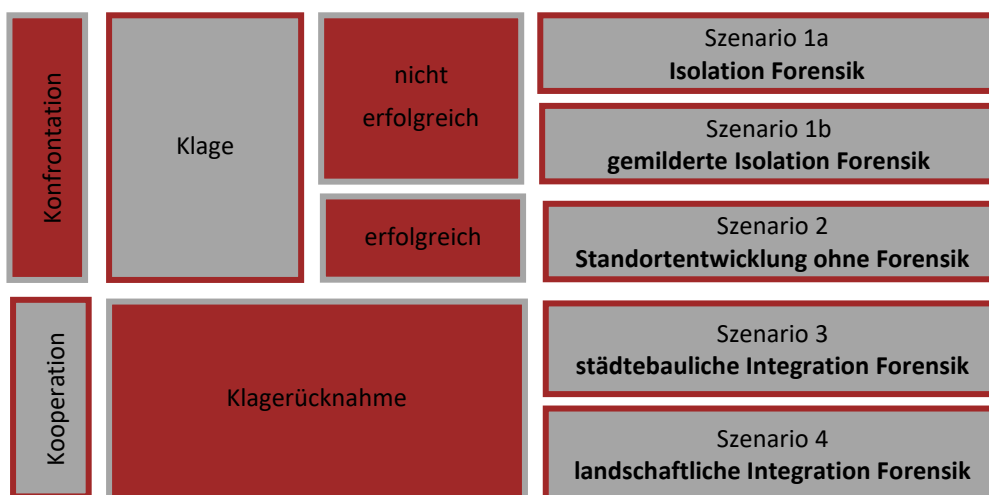 Konfrontation
Klage
nicht
erfolgreich
Szenario 1a
Isolation Forensik
Szenario 1b
gemilderte Isolation Forensik
erfolgreich
Szenario 2
Standortentwicklung ohne Forensik
Kooperation
Klagerücknahme
Szenario 3
städtebauliche Integration Forensik
Szenario 4
landschaftliche Integration Forensik